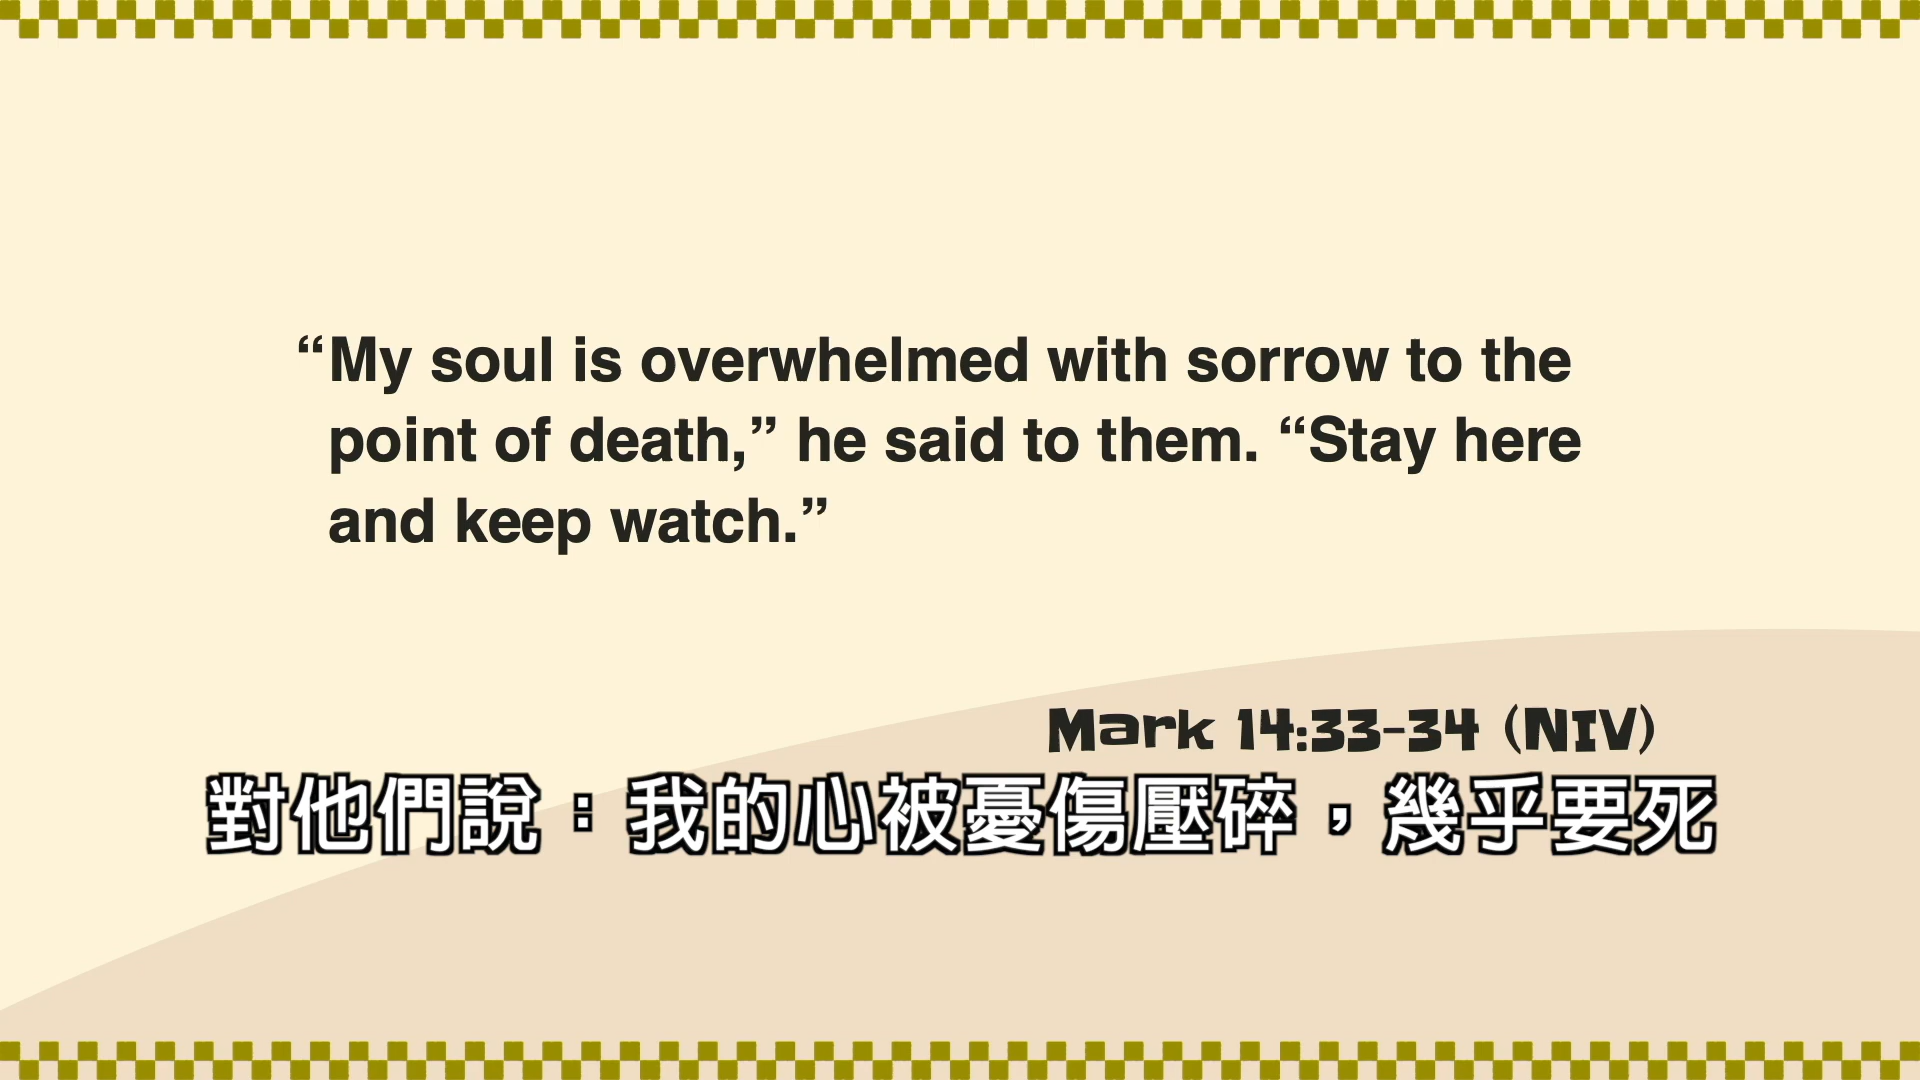 “My soul is overwhelmed with sorrow to the
point of death,” he said to them. “Stay here
and keep watch.”
Mark 14:33-34 (NIV)
對他們說：我的心被憂傷壓碎，幾乎要死